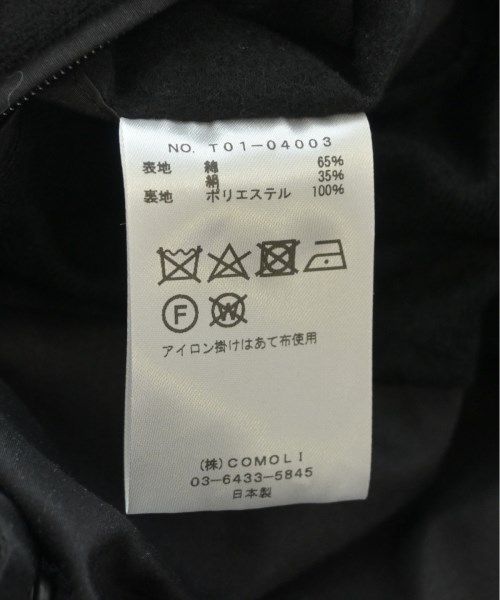 NO. T01-04003
表地 綿 65%
絹 35%
裏地 ポリエステル 100%
F W
アイロン掛けはあて布使用
(株)COMOLI
03-6433-5845
日本製